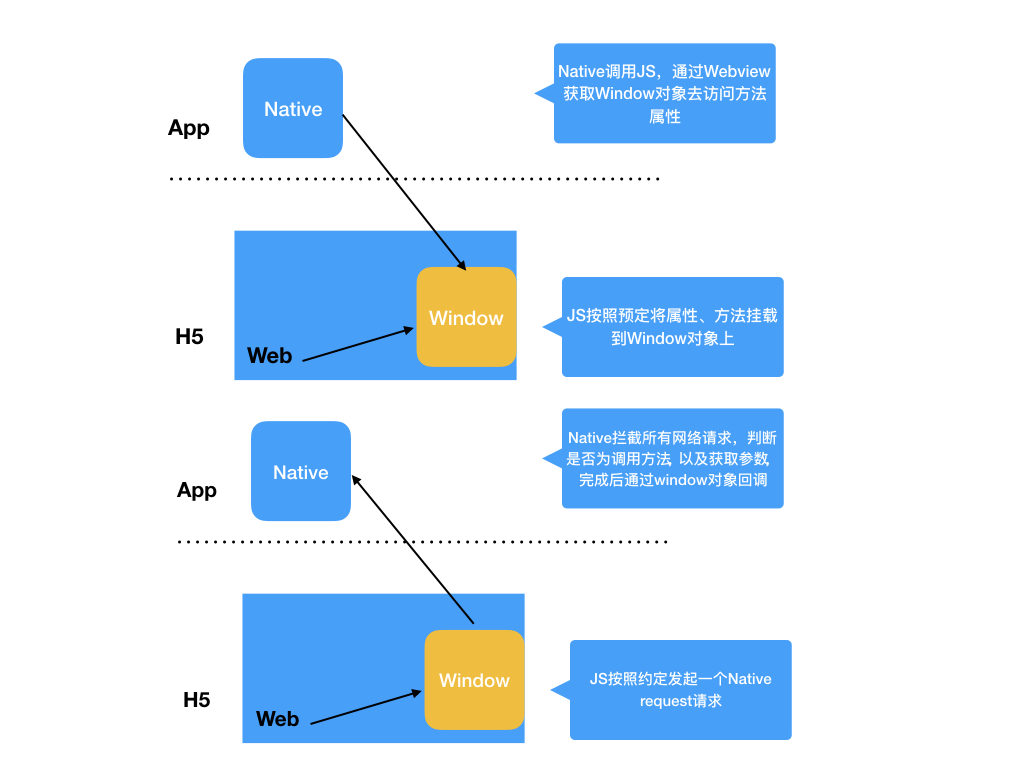 Native
App
Native调用JS，通过Webview
获取Window对象去访问方法
属性
Window
H5
Web
JS按照预定将属性、方法挂载
到Window对象上
Native
App
Native拦截所有网络请求，判断
是否为调用方法，以及获取参数，
完成后通过window对象回调
Window
H5
Web
JS按照约定发起一个Native
request请求